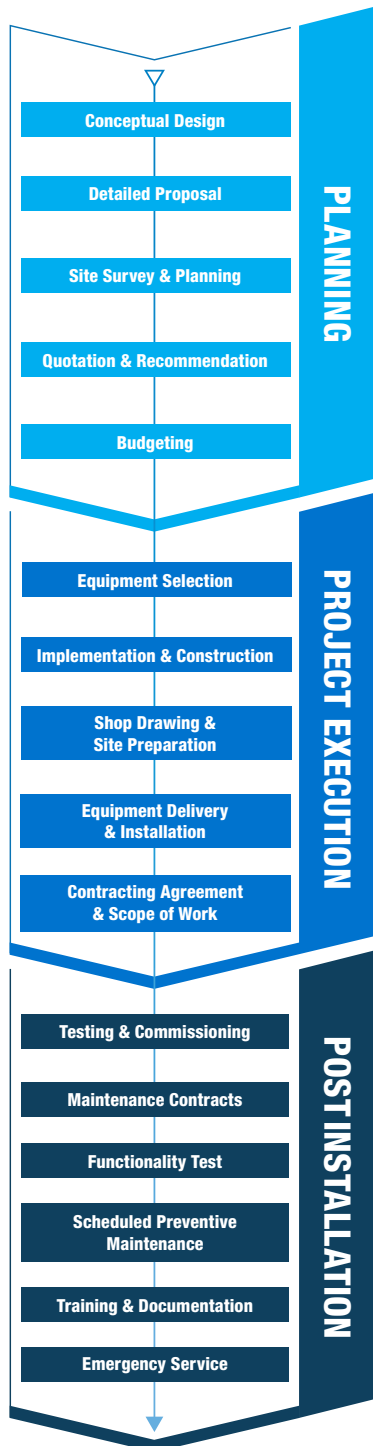 PLANNING
Conceptual Design
Detailed Proposal
Site Survey & Planning
Quotation & Recommendation
Budgeting
PROJECT EXECUTION
Equipment Selection
Implementation & Construction
Shop Drawing &
Site Preparation
Equipment Delivery
& Installation
Contracting Agreement
& Scope of Work
POST INSTALLATION
Testing & Commissioning
Maintenance Contracts
Functionality Test
Scheduled Preventive
Maintenance
Training & Documentation
Emergency Service